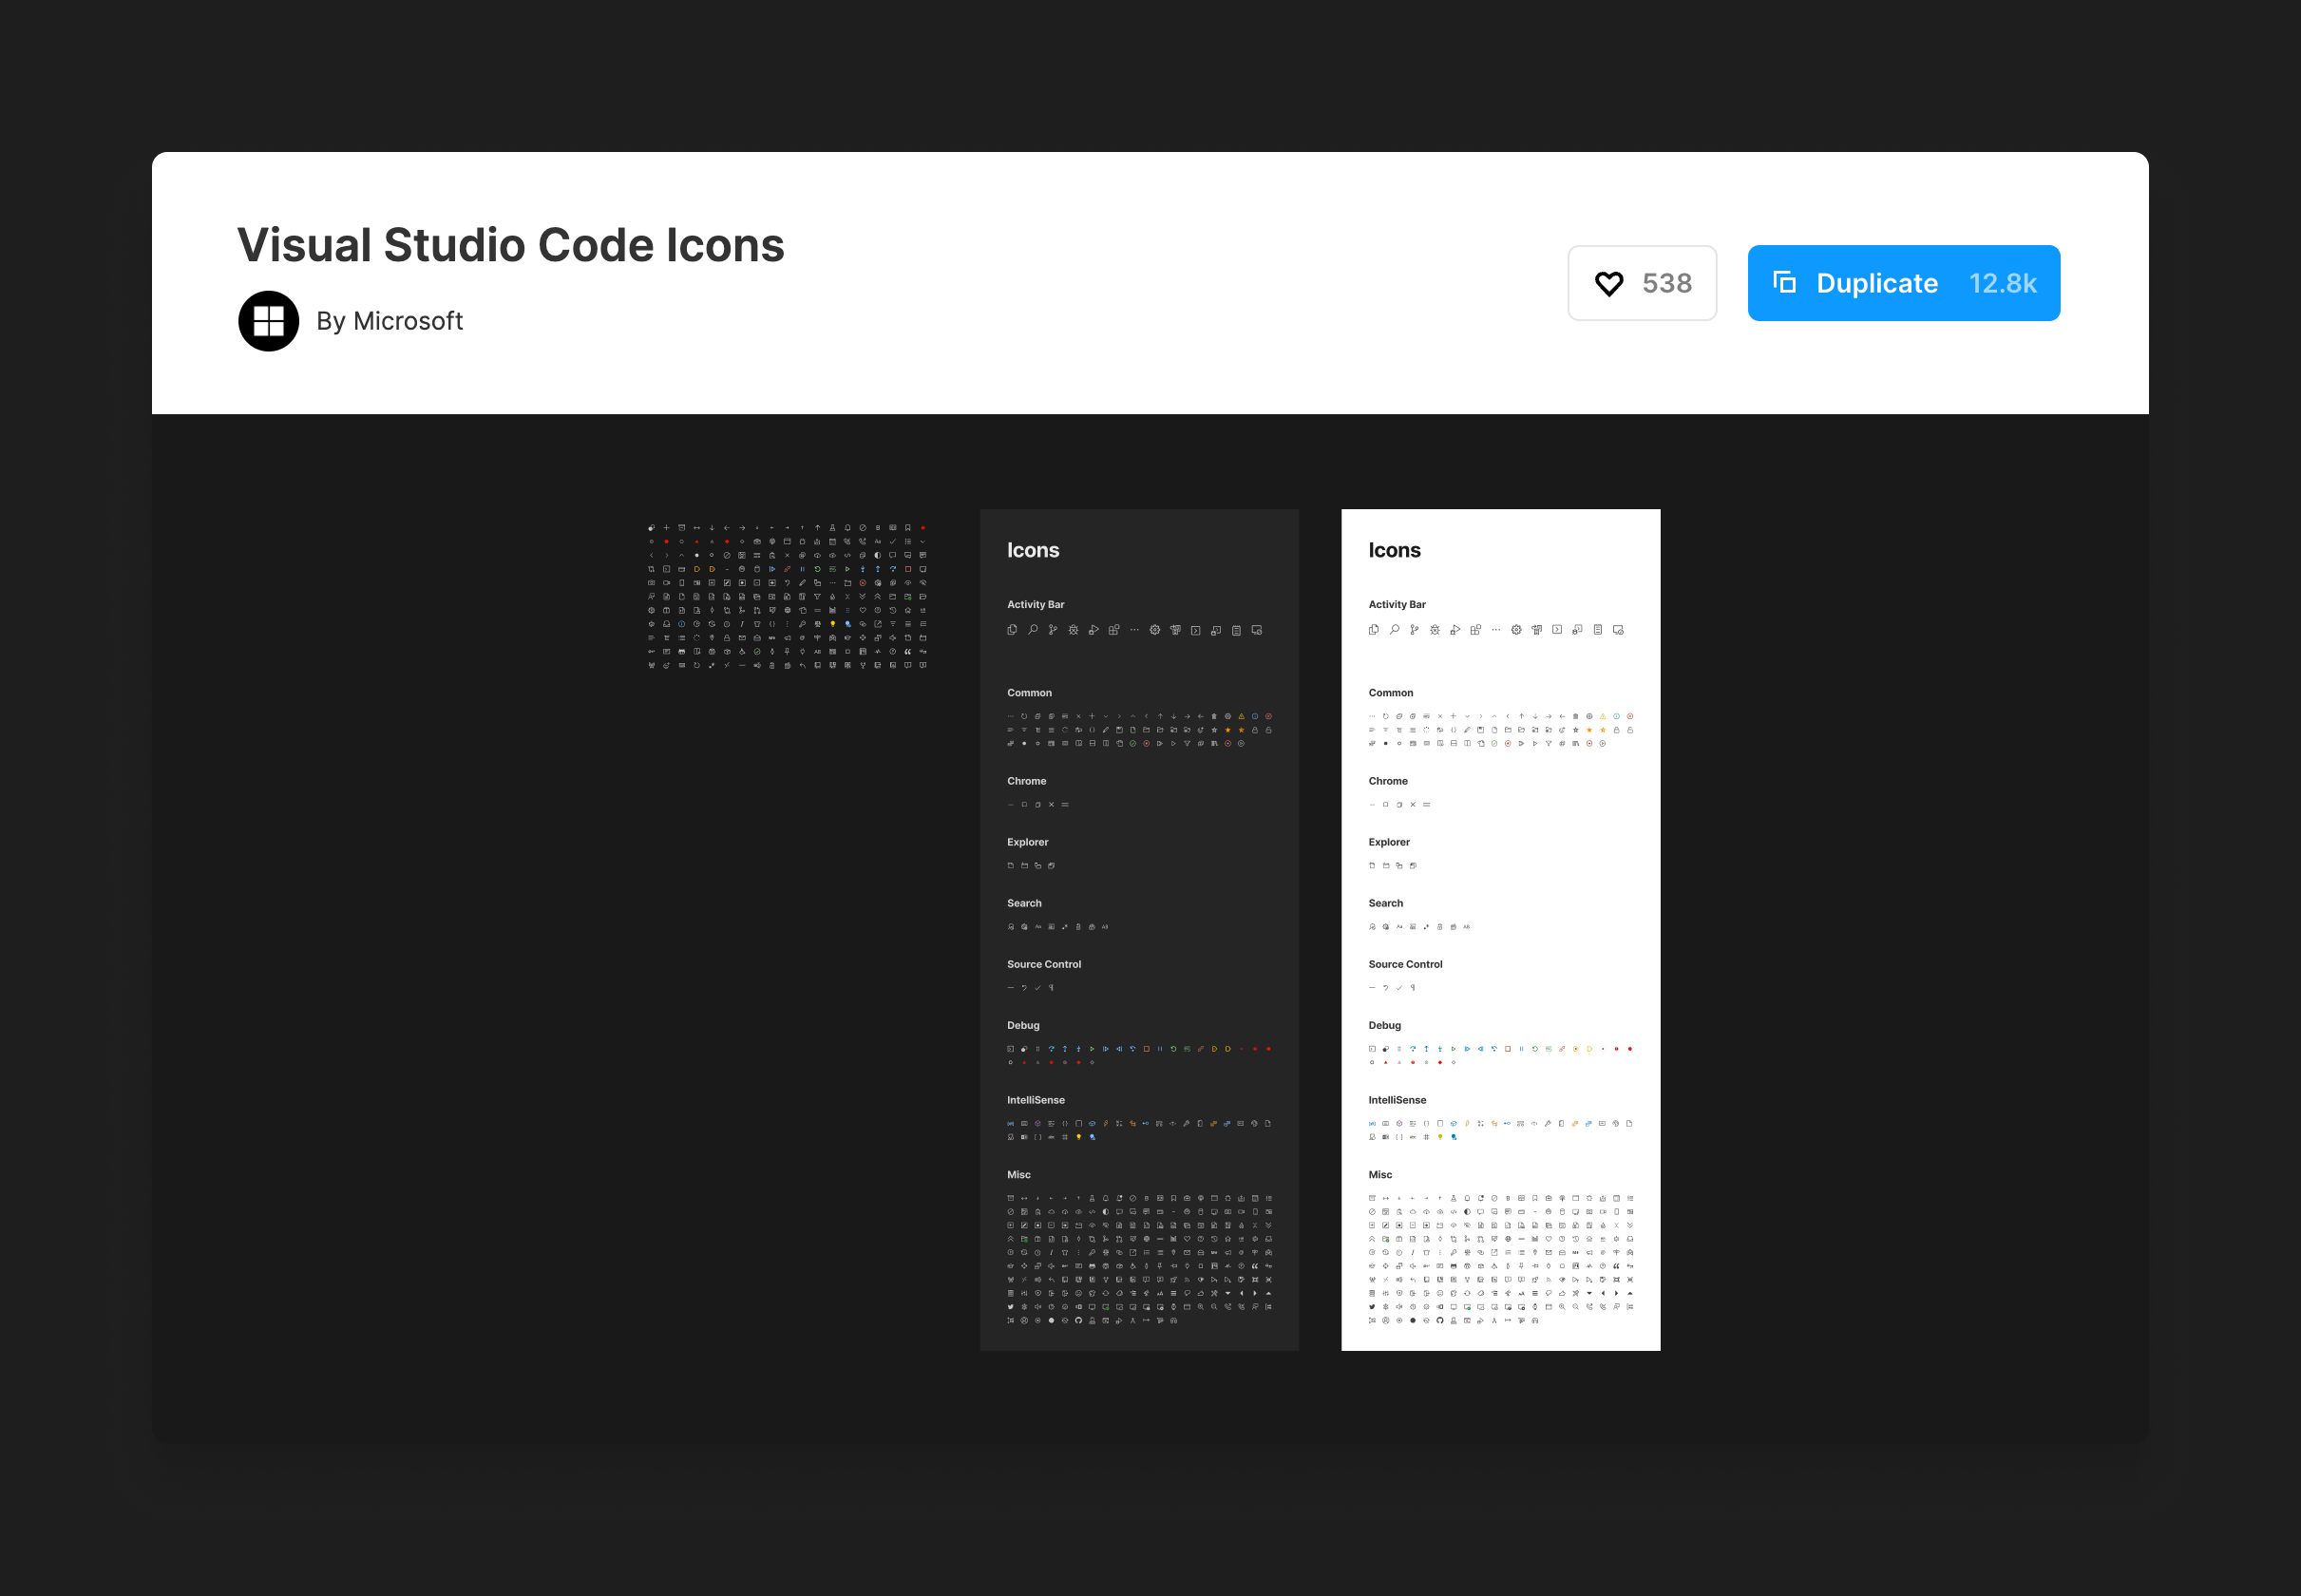 Visual Studio Code Icons
By Microsoft
538
Duplicate 12.8k
Icons
Activity Bar
Common
Chrome
Explorer
Search
Source Control
Debug
IntelliSense
Misc
Icons
Activity Bar
Common
Chrome
Explorer
Search
Source Control
Debug
IntelliSense
Misc